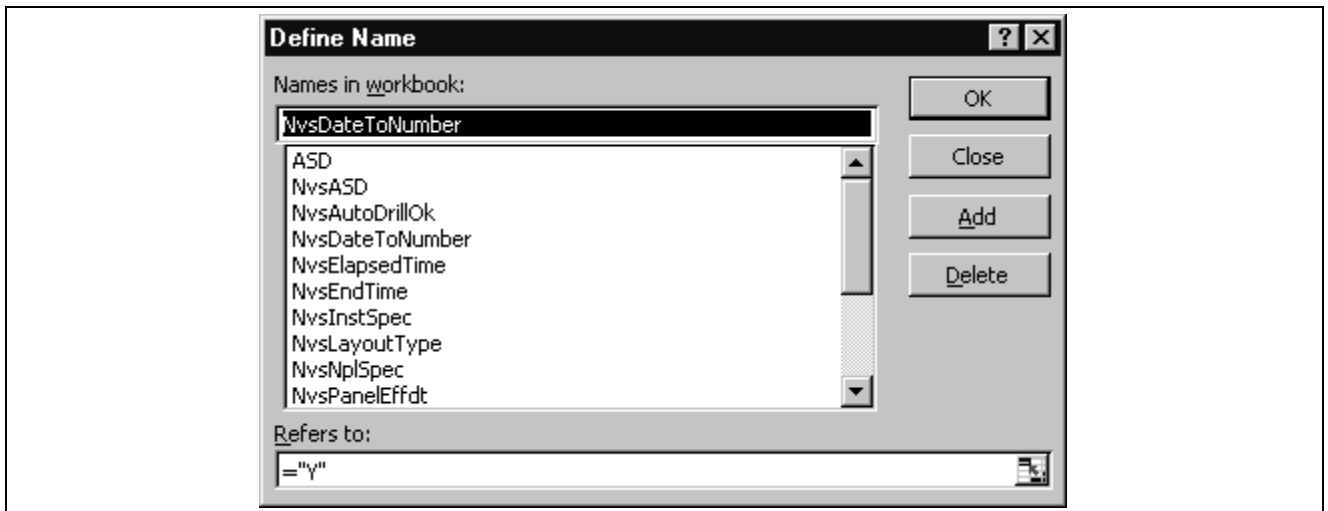 Define Name
Names in workbook:
NvsDateToNumber
ASD
NvsASD
NvsAutoDrillOk
NvsDateToNumber
NvsElapsedTime
NvsEndTime
NvsInstSpec
NvsLayoutType
NvsNplSpec
NvsPanelEffdt
OK
Close
Add
Delete
Refers to:
="Y"